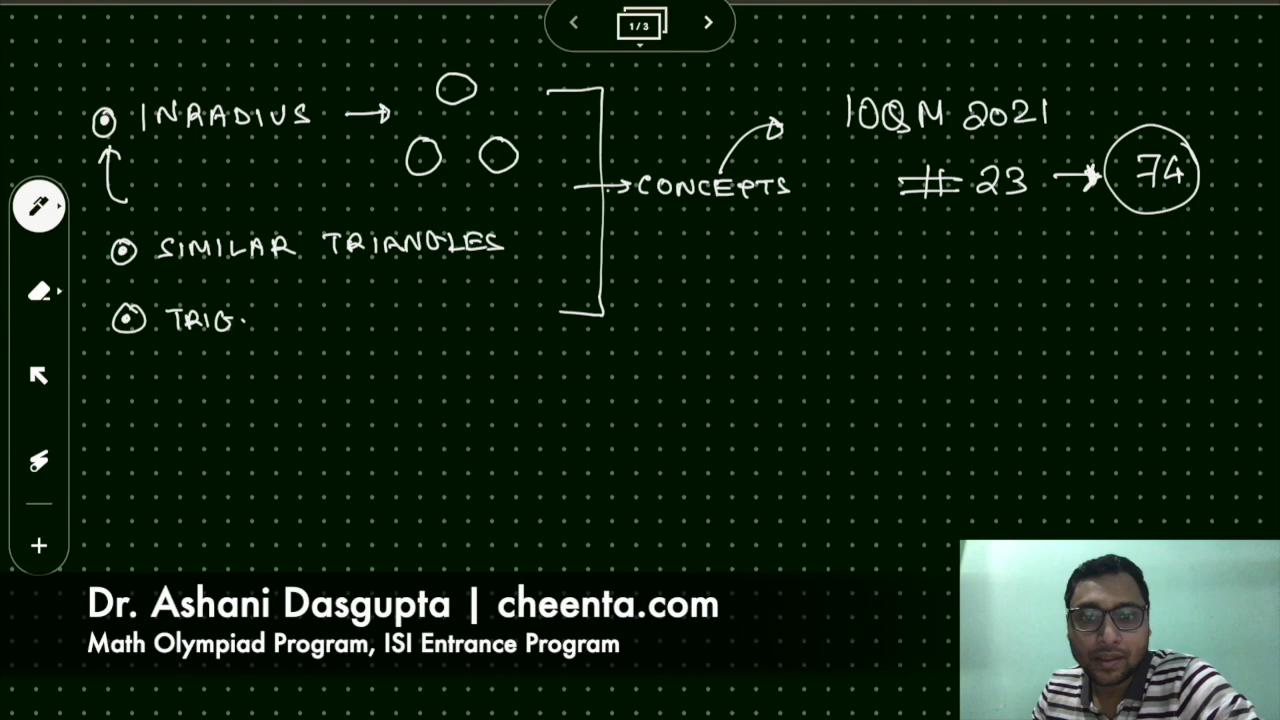 1/3
INRADIUS →
SIMILAR TRIANGLES
TRIG.
→ CONCEPTS
IOQM 2021
# 23 → 74
Dr. Ashani Dasgupta | cheenta.com
Math Olympiad Program, ISI Entrance Program